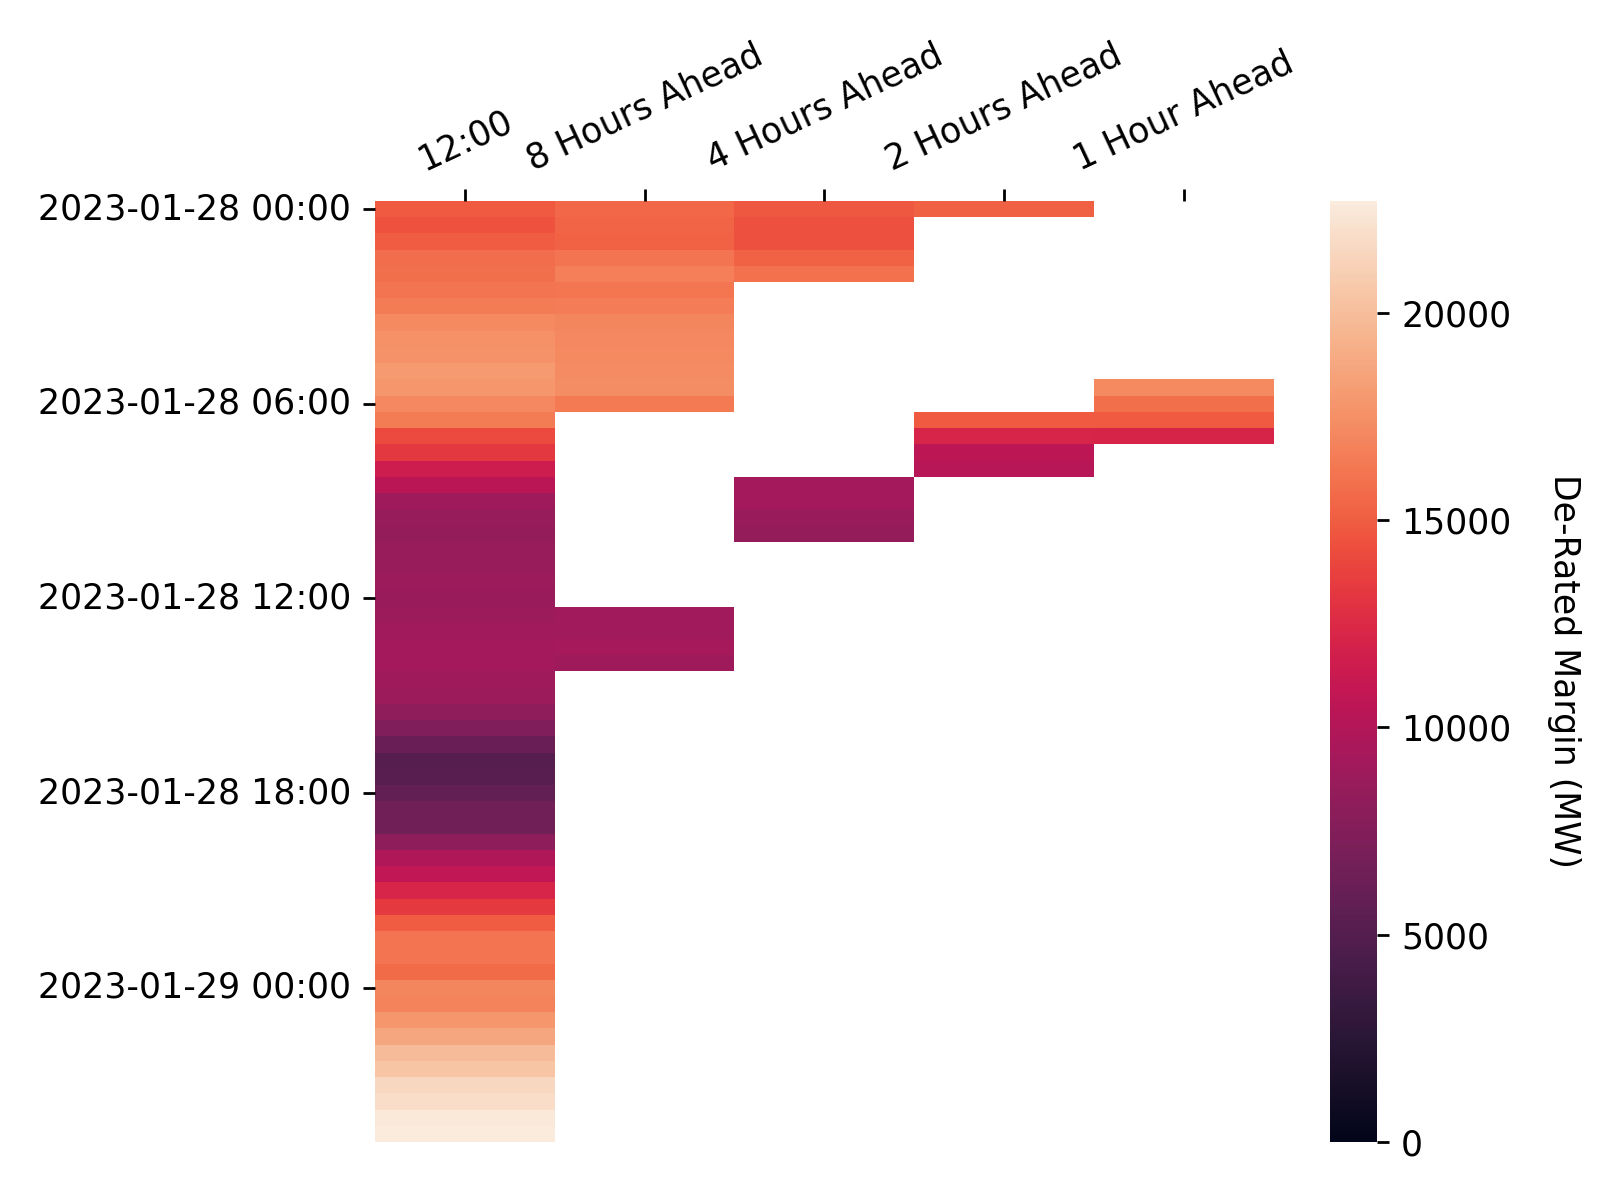 12:00
8 Hours Ahead
4 Hours Ahead
2 Hours Ahead
1 Hour Ahead
2023-01-28 00:00
2023-01-28 06:00
2023-01-28 12:00
2023-01-28 18:00
2023-01-29 00:00
20000
15000
10000
5000
0
De-Rated Margin (MW)